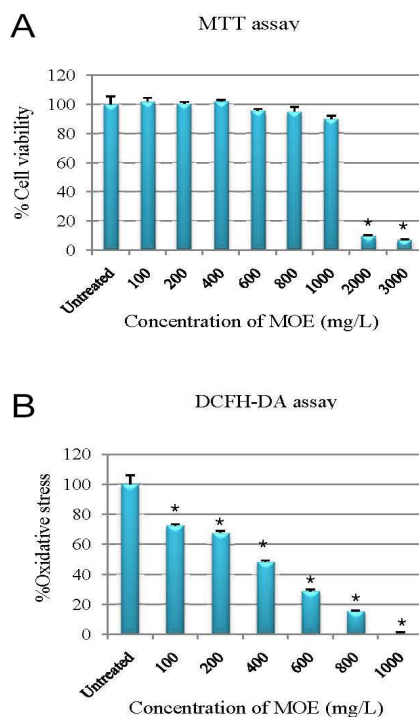 A
MTT assay
120
100
80
60
40
20
0
% Cell viability
* *
Untreated 100 200 400 600 800 1000 2000 3000
Concentration of MOE (mg/L)
B
DCFH-DA assay
120
100
80
60
40
20
0
%Oxidative stress
* * * * * *
Untreated 100 200 400 600 800 1000
Concentration of MOE (mg/L)